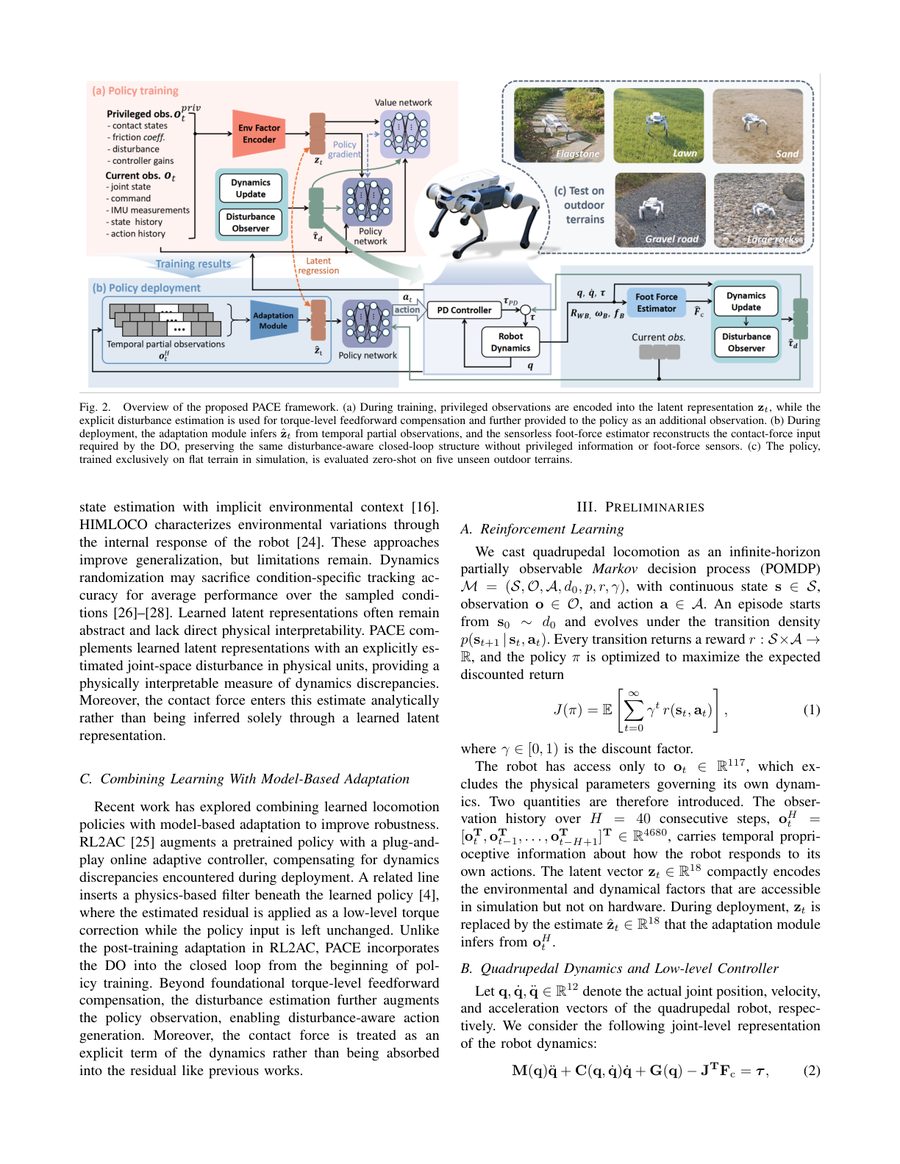 (a) Policy training
Privileged obs. o_t^{priv}
- contact states
- friction coeff.
- disturbance
- controller gains
Current obs. o_t
- joint state
- command
- IMU measurements
- state history
- action history
Env Factor
Encoder
z_t
Dynamics
Update
Disturbance
Observer
τ̂_d
Value network
Policy
gradient
Policy
network
Training results
Latent
regression
Flagstone
Lawn
Sand
(c) Test on
outdoor
terrains
Gravel road
Large rocks
(b) Policy deployment
Temporal partial observations
o_t^H
Adaptation
Module
ẑ_t
Policy network
a_t
action
PD Controller
τ_{PD}
τ
Robot
Dynamics
q
q, q̇, τ
R_{WB}, ω_B, f_B
Foot Force
Estimator
F̂_c
Current obs.
Dynamics
Update
Disturbance
Observer
τ̂_d
Fig. 2. Overview of the proposed PACE framework. (a) During training, privileged observations are encoded into the latent representation z_t, while the
explicit disturbance estimation is used for torque-level feedforward compensation and further provided to the policy as an additional observation. (b) During
deployment, the adaptation module infers ẑ_t from temporal partial observations, and the sensorless foot-force estimator reconstructs the contact-force input
required by the DO, preserving the same disturbance-aware closed-loop structure without privileged information or foot-force sensors. (c) The policy,
trained exclusively on flat terrain in simulation, is evaluated zero-shot on five unseen outdoor terrains.
state estimation with implicit environmental context [16].
HIMLOCO characterizes environmental variations through
the internal response of the robot [24]. These approaches
improve generalization, but limitations remain. Dynamics
randomization may sacrifice condition-specific tracking ac-
curacy for average performance over the sampled condi-
tions [26]–[28]. Learned latent representations often remain
abstract and lack direct physical interpretability. PACE com-
plements learned latent representations with an explicitly es-
timated joint-space disturbance in physical units, providing a
physically interpretable measure of dynamics discrepancies.
Moreover, the contact force enters this estimate analytically
rather than being inferred solely through a learned latent
representation.
C. Combining Learning With Model-Based Adaptation
Recent work has explored combining learned locomotion
policies with model-based adaptation to improve robustness.
RL2AC [25] augments a pretrained policy with a plug-and-
play online adaptive controller, compensating for dynamics
discrepancies encountered during deployment. A related line
inserts a physics-based filter beneath the learned policy [4],
where the estimated residual is applied as a low-level torque
correction while the policy input is left unchanged. Unlike
the post-training adaptation in RL2AC, PACE incorporates
the DO into the closed loop from the beginning of pol-
icy training. Beyond foundational torque-level feedforward
compensation, the disturbance estimation further augments
the policy observation, enabling disturbance-aware action
generation. Moreover, the contact force is treated as an
explicit term of the dynamics rather than being absorbed
into the residual like previous works.
III. PRELIMINARIES
A. Reinforcement Learning
We cast quadrupedal locomotion as an infinite-horizon
partially observable Markov decision process (POMDP)
M = (S, O, A, d_0, p, r, γ), with continuous state s ∈ S,
observation o ∈ O, and action a ∈ A. An episode starts
from s_0 ∼ d_0 and evolves under the transition density
p(s_{t+1} | s_t, a_t). Every transition returns a reward r : S×A →
ℝ, and the policy π is optimized to maximize the expected
discounted return
J(π) = 𝔼 [ ∑_{t=0}^{∞} γ^t r(s_t, a_t) ] , (1)
where γ ∈ [0, 1) is the discount factor.
The robot has access only to o_t ∈ ℝ^{117}, which ex-
cludes the physical parameters governing its own dynam-
ics. Two quantities are therefore introduced. The obser-
vation history over H = 40 consecutive steps, o_t^H =
[o_t^T, o_{t−1}^T, . . . , o_{t−H+1}^T]^T ∈ ℝ^{4680}, carries temporal propri-
oceptive information about how the robot responds to its
own actions. The latent vector z_t ∈ ℝ^{18} compactly encodes
the environmental and dynamical factors that are accessible
in simulation but not on hardware. During deployment, z_t is
replaced by the estimate ẑ_t ∈ ℝ^{18} that the adaptation module
infers from o_t^H.
B. Quadrupedal Dynamics and Low-level Controller
Let q, q̇, q̈ ∈ ℝ^{12} denote the actual joint position, velocity,
and acceleration vectors of the quadrupedal robot, respec-
tively. We consider the following joint-level representation
of the robot dynamics:
M(q)q̈ + C(q, q̇)q̇ + G(q) − J^T F_c = τ, (2)